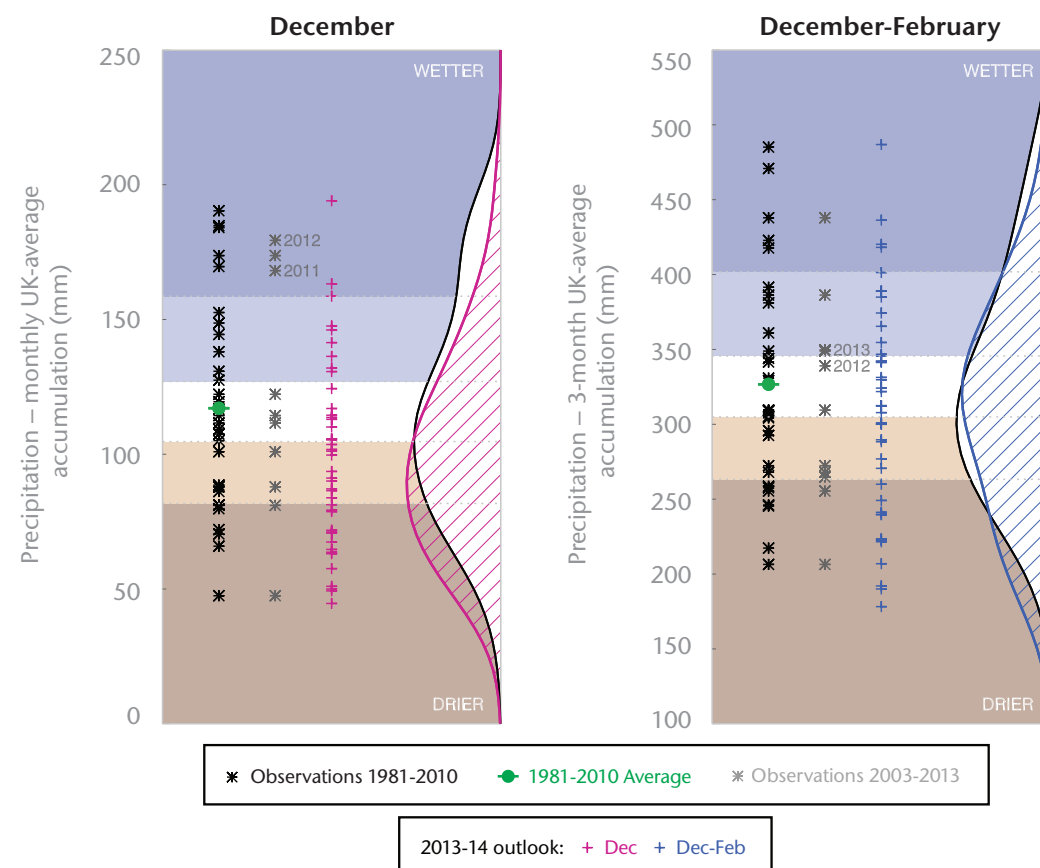 December
December-February
Precipitation – monthly UK-average
accumulation (mm)
250
200
150
100
50
0
WETTER
2012
2011
DRIER
Precipitation – 3-month UK-average
accumulation (mm)
550
500
450
400
350
300
250
200
150
100
WETTER
2013
2012
DRIER
Observations 1981-2010
1981-2010 Average
Observations 2003-2013
2013-14 outlook: + Dec + Dec-Feb